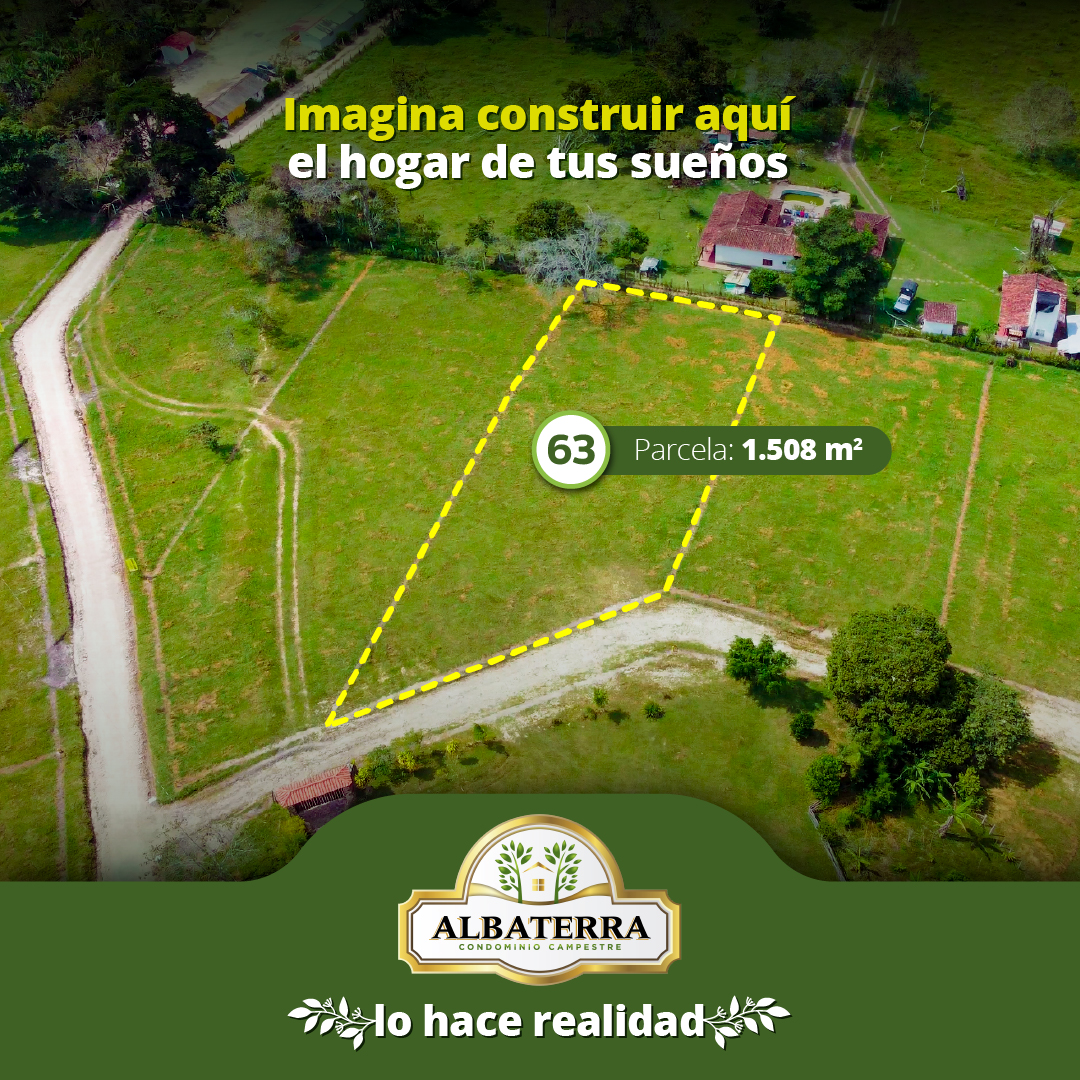 Imagina construir aquí
el hogar de tus sueños
63
Parcela: 1.508 m²
ALBATERRA
CONDOMINIO CAMPESTRE
lo hace realidad